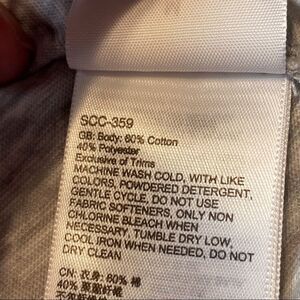 SCC-359
GB: Body: 60% Cotton
40% Polyester
Exclusive of Trims
MACHINE WASH COLD, WITH LIKE
COLORS, POWDERED DETERGENT,
GENTLE CYCLE, DO NOT USE
FABRIC SOFTENERS, ONLY NON
CHLORINE BLEACH WHEN
NECESSARY, TUMBLE DRY LOW,
COOL IRON WHEN NEEDED, DO NOT
DRY CLEAN
CN: 衣身: 60% 棉
40% 聚酯纤维